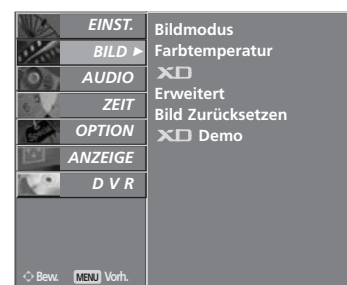 EINST.
BILD ►
AUDIO
ZEIT
OPTION
ANZEIGE
D V R
Bew. MENU Vorh.
Bildmodus
Farbtemperatur
XD
Erweitert
Bild Zurücksetzen
XD Demo